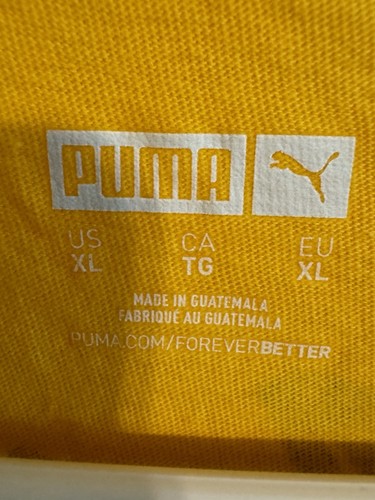 PUMA
US CA EU
XL TG XL
MADE IN GUATEMALA
FABRIQUÉ AU GUATEMALA
PUMA.COM/FOREVERBETTER